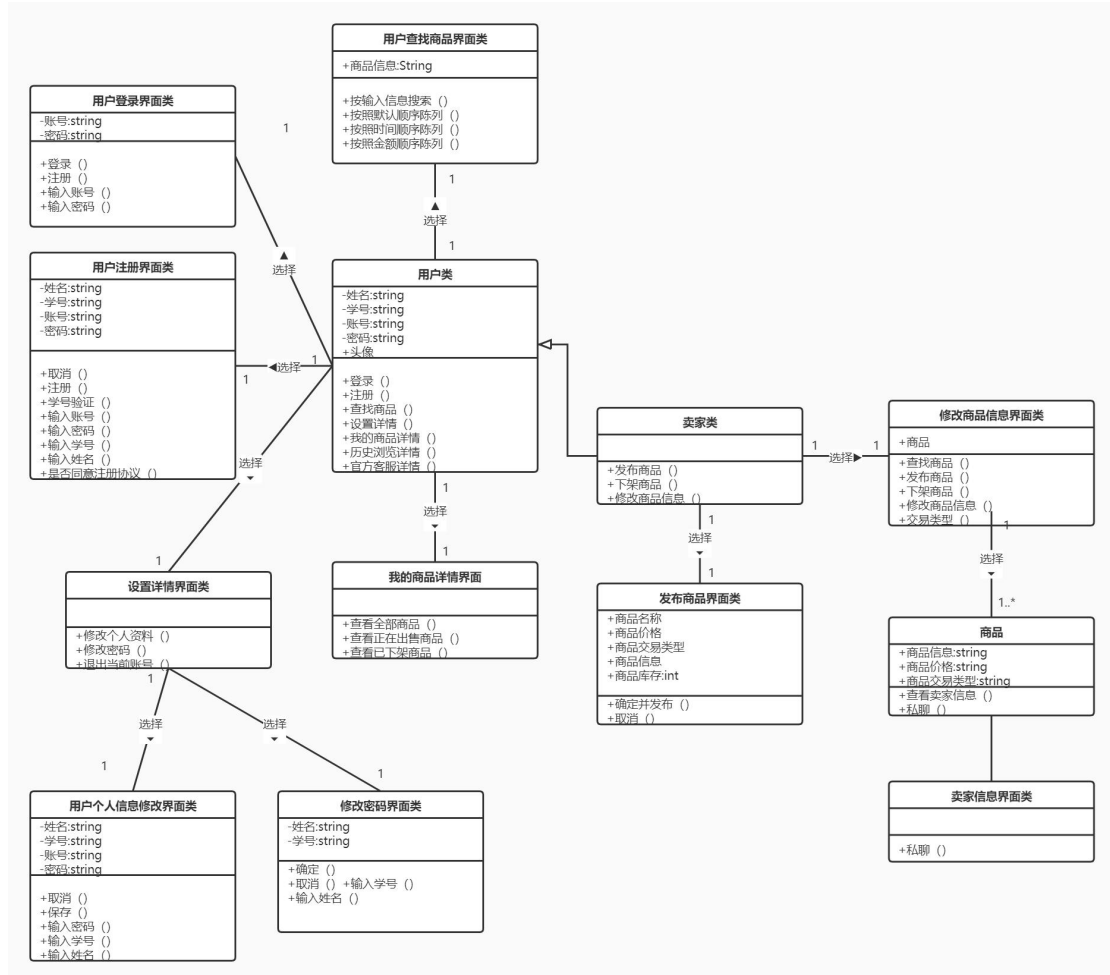 用户查找商品界面类
+商品信息:String
+按输入信息搜索（）
+按照默认顺序陈列（）
+按照时间顺序陈列（）
+按照金额顺序陈列（）
用户登录界面类
-账号:string
-密码:string
+登录（）
+注册（）
+输入账号（）
+输入密码（）
1
1
选择
1
选择
用户注册界面类
-姓名:string
-学号:string
-账号:string
-密码:string
+取消（）
+注册（）
+学号验证（）
+输入账号（）
+输入密码（）
+输入学号（）
+输入姓名（）
+是否同意注册协议（）
用户类
-姓名:string
-学号:string
-账号:string
-密码:string
+头像
+登录（）
+注册（）
+查找商品（）
+设置详情（）
+我的商品详情（）
+历史浏览详情（）
+官方客服详情（）
1
选择
1
选择
1
1
选择
1
卖家类
+发布商品（）
+下架商品（）
+修改商品信息（）
1
选择
1
修改商品信息界面类
+商品
+查找商品（）
+发布商品（）
+下架商品（）
+修改商品信息（）
+交易类型（）
1
选择
1
1
选择
1..*
设置详情界面类
+修改个人资料（）
+修改密码（）
+退出当前账号（）
我的商品详情界面
+查看全部商品（）
+查看正在出售商品（）
+查看已下架商品（）
发布商品界面类
+商品名称
+商品价格
+商品交易类型
+商品信息
+商品库存:int
+确定并发布（）
+取消（）
商品
+商品信息:string
+商品价格:string
+商品交易类型:string
+查看卖家信息（）
+私聊（）
1
选择
选择
1
1
用户个人信息修改界面类
-姓名:string
-学号:string
-账号:string
-密码:string
+取消（）
+保存（）
+输入密码（）
+输入学号（）
+输入姓名（）
修改密码界面类
-姓名:string
-学号:string
+确定（）
+取消（） +输入学号（）
+输入姓名（）
卖家信息界面类
+私聊（）